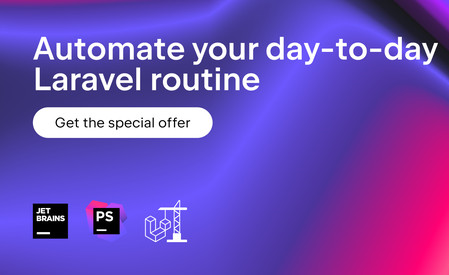 Automate your day-to-day
Laravel routine
Get the special offer
JET
BRAINS
PS